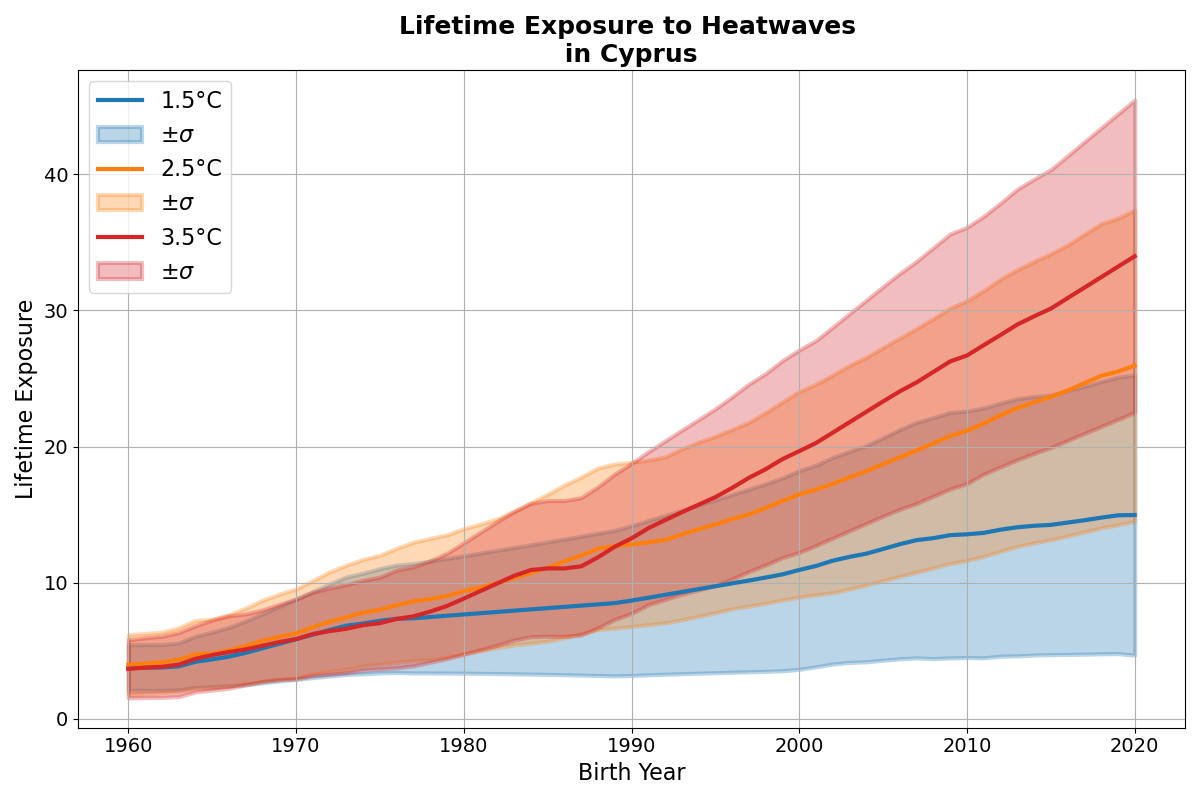 Lifetime Exposure to Heatwaves
in Cyprus
1.5°C
±σ
2.5°C
±σ
3.5°C
±σ
Lifetime Exposure
40
30
20
10
0
1960 1970 1980 1990 2000 2010 2020
Birth Year